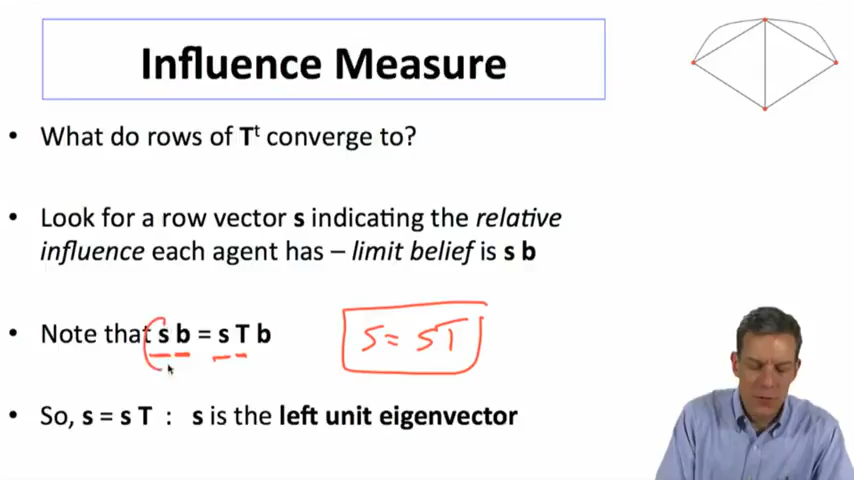 Influence Measure
• What do rows of Tᵗ converge to?
• Look for a row vector s indicating the relative
influence each agent has – limit belief is s b
• Note that s b = s T b
s = sT
• So, s = s T : s is the left unit eigenvector